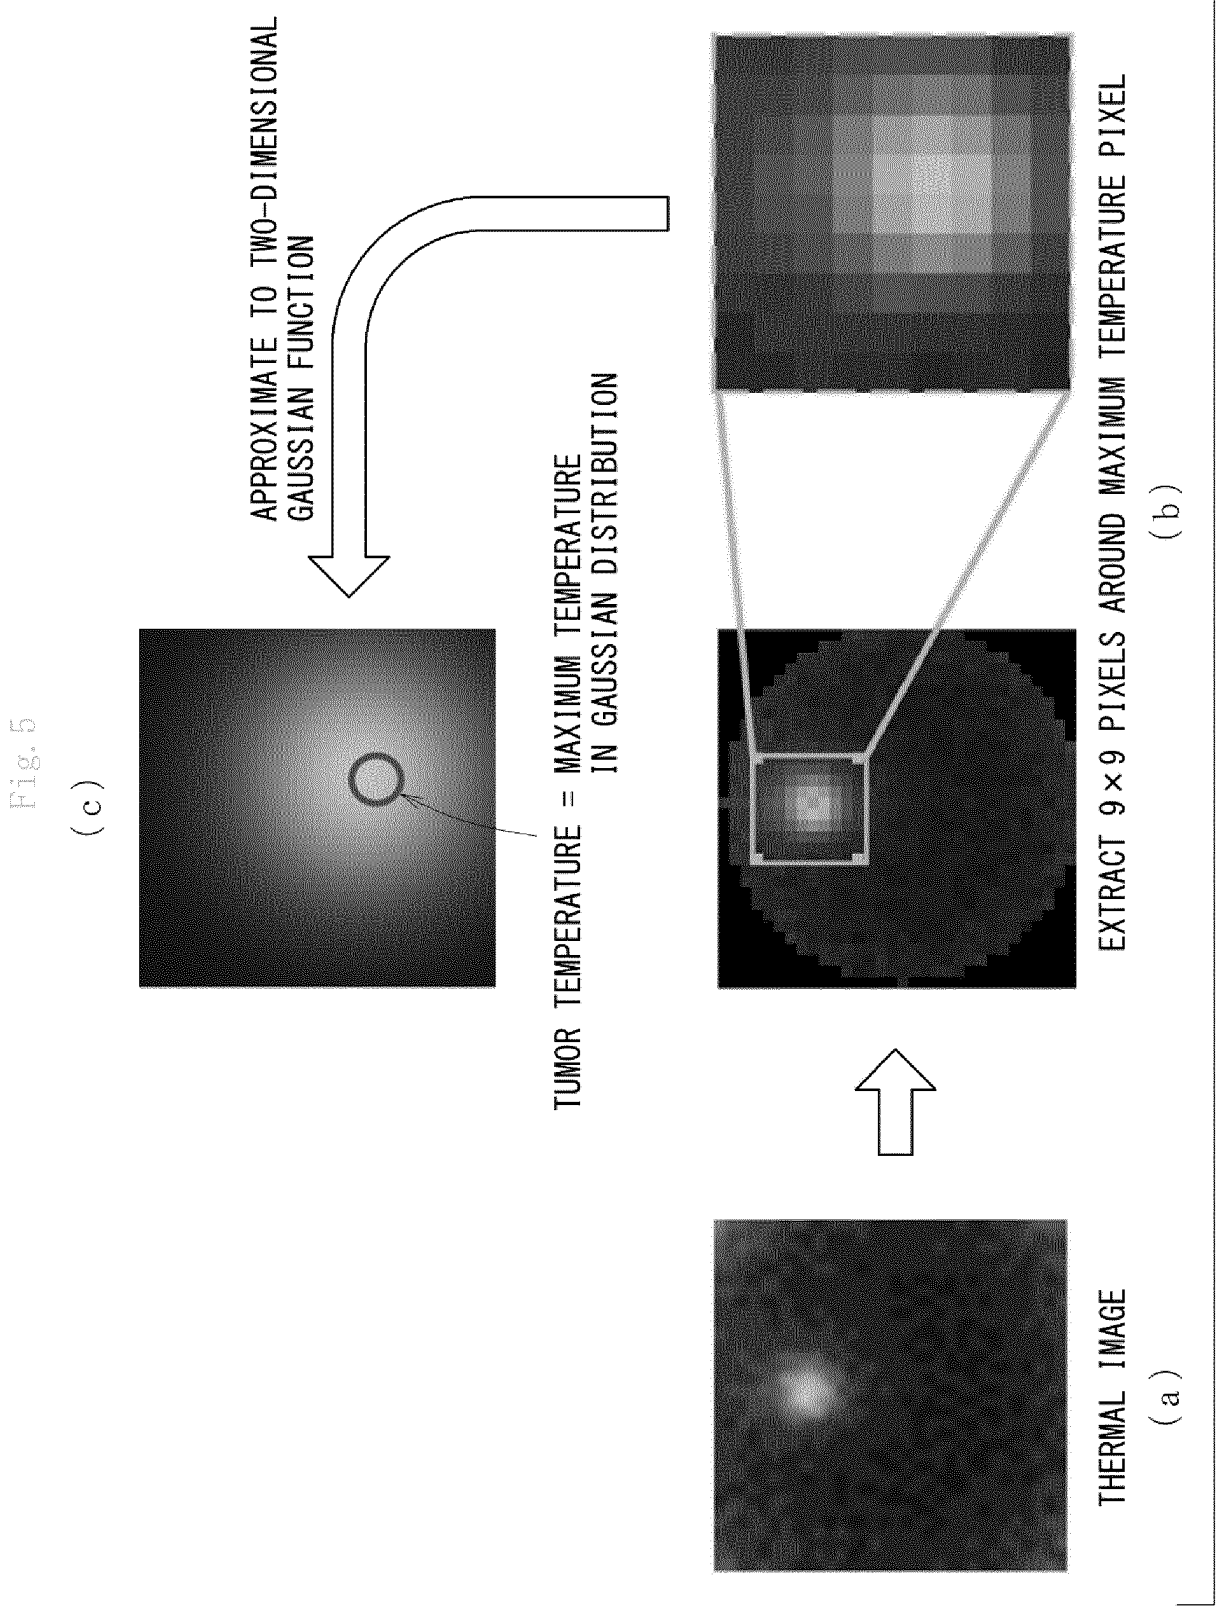 Fig.5
(c)
APPROXIMATE TO TWO-DIMENSIONAL
GAUSSIAN FUNCTION
TUMOR TEMPERATURE = MAXIMUM TEMPERATURE
IN GAUSSIAN DISTRIBUTION
THERMAL IMAGE
(a)
EXTRACT 9×9 PIXELS AROUND MAXIMUM TEMPERATURE PIXEL
(b)